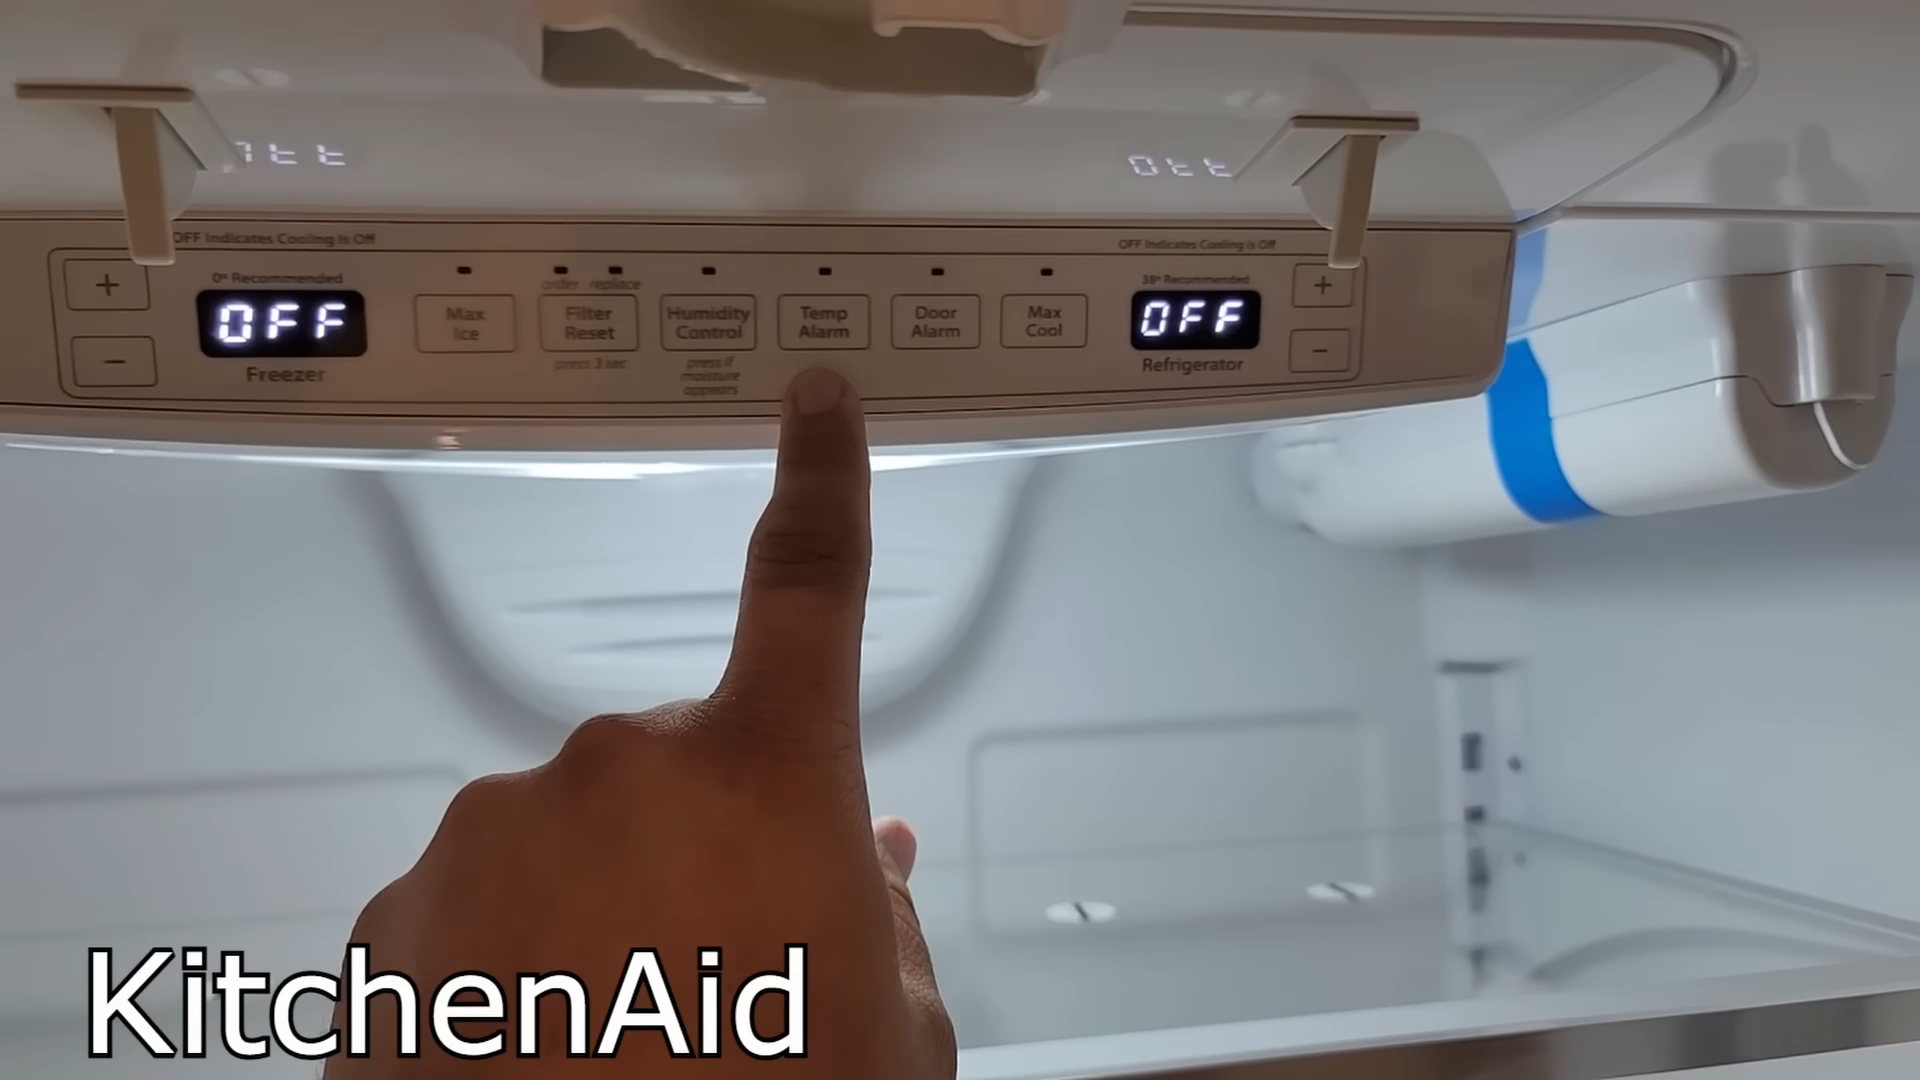 OFF Indicates Cooling Is Off
OFF Indicates Cooling Is Off
+
0° Recommended
OFF
Freezer
−
Max
Ice
order replace
Filter
Reset
press 3 sec
Humidity
Control
press if
moisture
appears
Temp
Alarm
Door
Alarm
Max
Cool
38° Recommended
OFF
Refrigerator
+
−
KitchenAid